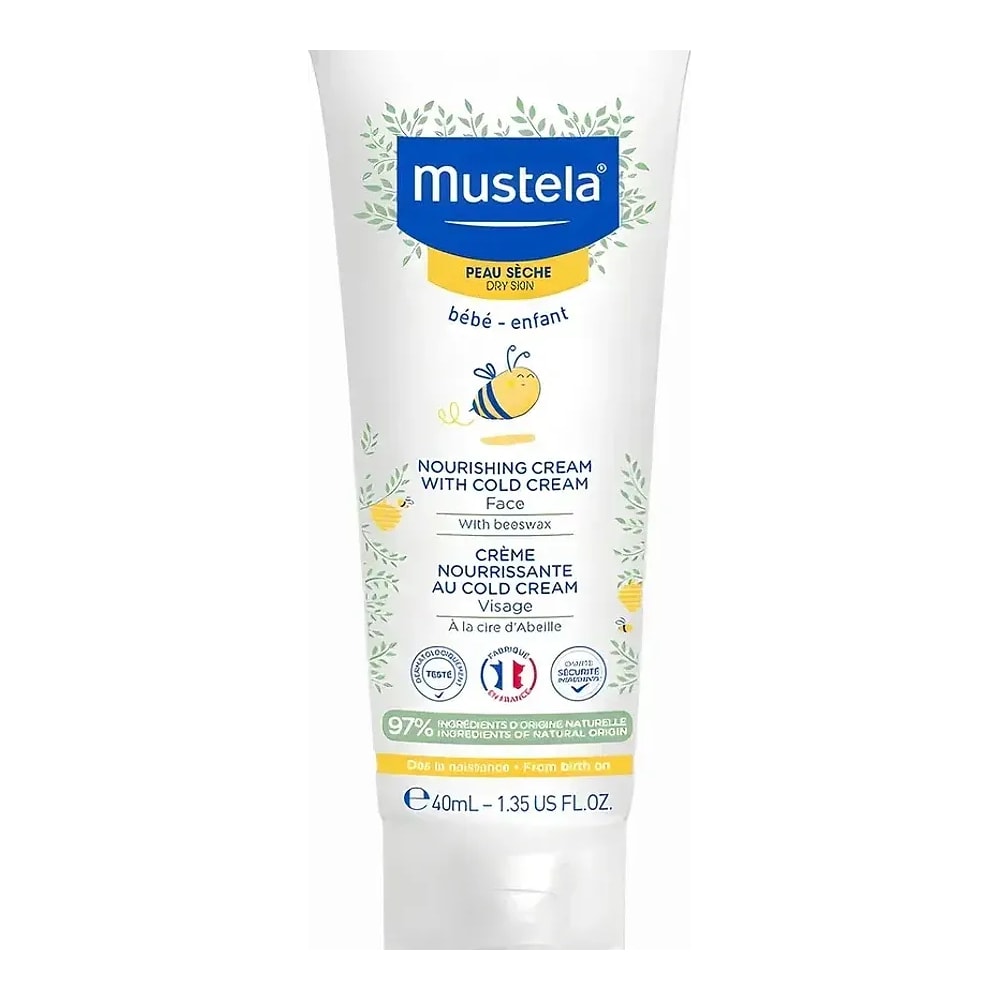 mustela®
PEAU SÈCHE
DRY SKIN
bébé - enfant
NOURISHING CREAM
WITH COLD CREAM
Face
With beeswax
CRÈME
NOURRISSANTE
AU COLD CREAM
Visage
À la cire d'Abeille
DERMATOLOGIQUEMENT
TESTÉ
FABRIQUÉ
EN FRANCE
SÉCURITÉ
97% INGRÉDIENTS D'ORIGINE NATURELLE
INGREDIENTS OF NATURAL ORIGIN
Dès la naissance • From birth on
e 40mL – 1.35 US FL.OZ.